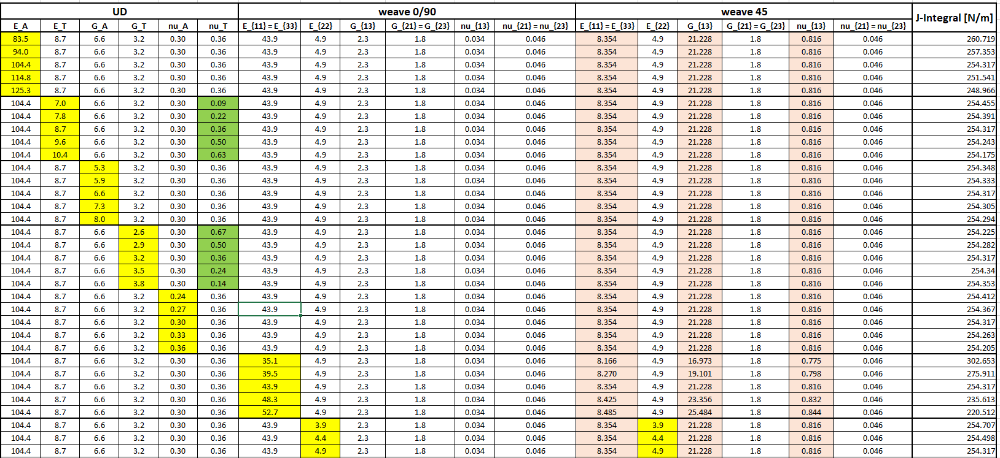 UD weave 0/90 weave 45 J-Integral [N/m]
E_A E_T G_A G_T nu_A nu_T E_{11} = E_{33} E_{22} G_{13} G_{21} = G_{23} nu_{13} nu_{21} = nu_{23} E_{11} = E_{33} E_{22} G_{13} G_{21} = G_{23} nu_{13} nu_{21} = nu_{23}
83.5 8.7 6.6 3.2 0.30 0.36 43.9 4.9 2.3 1.8 0.034 0.046 8.354 4.9 21.228 1.8 0.816 0.046 260.719
94.0 8.7 6.6 3.2 0.30 0.36 43.9 4.9 2.3 1.8 0.034 0.046 8.354 4.9 21.228 1.8 0.816 0.046 257.353
104.4 8.7 6.6 3.2 0.30 0.36 43.9 4.9 2.3 1.8 0.034 0.046 8.354 4.9 21.228 1.8 0.816 0.046 254.317
114.8 8.7 6.6 3.2 0.30 0.36 43.9 4.9 2.3 1.8 0.034 0.046 8.354 4.9 21.228 1.8 0.816 0.046 251.541
125.3 8.7 6.6 3.2 0.30 0.36 43.9 4.9 2.3 1.8 0.034 0.046 8.354 4.9 21.228 1.8 0.816 0.046 248.966
104.4 7.0 6.6 3.2 0.30 0.09 43.9 4.9 2.3 1.8 0.034 0.046 8.354 4.9 21.228 1.8 0.816 0.046 254.455
104.4 7.8 6.6 3.2 0.30 0.22 43.9 4.9 2.3 1.8 0.034 0.046 8.354 4.9 21.228 1.8 0.816 0.046 254.391
104.4 8.7 6.6 3.2 0.30 0.36 43.9 4.9 2.3 1.8 0.034 0.046 8.354 4.9 21.228 1.8 0.816 0.046 254.317
104.4 9.6 6.6 3.2 0.30 0.50 43.9 4.9 2.3 1.8 0.034 0.046 8.354 4.9 21.228 1.8 0.816 0.046 254.243
104.4 10.4 6.6 3.2 0.30 0.63 43.9 4.9 2.3 1.8 0.034 0.046 8.354 4.9 21.228 1.8 0.816 0.046 254.175
104.4 8.7 5.3 3.2 0.30 0.36 43.9 4.9 2.3 1.8 0.034 0.046 8.354 4.9 21.228 1.8 0.816 0.046 254.348
104.4 8.7 5.9 3.2 0.30 0.36 43.9 4.9 2.3 1.8 0.034 0.046 8.354 4.9 21.228 1.8 0.816 0.046 254.333
104.4 8.7 6.6 3.2 0.30 0.36 43.9 4.9 2.3 1.8 0.034 0.046 8.354 4.9 21.228 1.8 0.816 0.046 254.317
104.4 8.7 7.3 3.2 0.30 0.36 43.9 4.9 2.3 1.8 0.034 0.046 8.354 4.9 21.228 1.8 0.816 0.046 254.305
104.4 8.7 8.0 3.2 0.30 0.36 43.9 4.9 2.3 1.8 0.034 0.046 8.354 4.9 21.228 1.8 0.816 0.046 254.294
104.4 8.7 6.6 2.6 0.30 0.67 43.9 4.9 2.3 1.8 0.034 0.046 8.354 4.9 21.228 1.8 0.816 0.046 254.225
104.4 8.7 6.6 2.9 0.30 0.50 43.9 4.9 2.3 1.8 0.034 0.046 8.354 4.9 21.228 1.8 0.816 0.046 254.282
104.4 8.7 6.6 3.2 0.30 0.36 43.9 4.9 2.3 1.8 0.034 0.046 8.354 4.9 21.228 1.8 0.816 0.046 254.317
104.4 8.7 6.6 3.5 0.30 0.24 43.9 4.9 2.3 1.8 0.034 0.046 8.354 4.9 21.228 1.8 0.816 0.046 254.34
104.4 8.7 6.6 3.8 0.30 0.14 43.9 4.9 2.3 1.8 0.034 0.046 8.354 4.9 21.228 1.8 0.816 0.046 254.353
104.4 8.7 6.6 3.2 0.24 0.36 43.9 4.9 2.3 1.8 0.034 0.046 8.354 4.9 21.228 1.8 0.816 0.046 254.412
104.4 8.7 6.6 3.2 0.27 0.36 43.9 4.9 2.3 1.8 0.034 0.046 8.354 4.9 21.228 1.8 0.816 0.046 254.367
104.4 8.7 6.6 3.2 0.30 0.36 43.9 4.9 2.3 1.8 0.034 0.046 8.354 4.9 21.228 1.8 0.816 0.046 254.317
104.4 8.7 6.6 3.2 0.33 0.36 43.9 4.9 2.3 1.8 0.034 0.046 8.354 4.9 21.228 1.8 0.816 0.046 254.263
104.4 8.7 6.6 3.2 0.36 0.36 43.9 4.9 2.3 1.8 0.034 0.046 8.354 4.9 21.228 1.8 0.816 0.046 254.205
104.4 8.7 6.6 3.2 0.30 0.36 35.1 4.9 2.3 1.8 0.034 0.046 8.166 4.9 16.973 1.8 0.775 0.046 302.653
104.4 8.7 6.6 3.2 0.30 0.36 39.5 4.9 2.3 1.8 0.034 0.046 8.270 4.9 19.101 1.8 0.798 0.046 275.911
104.4 8.7 6.6 3.2 0.30 0.36 43.9 4.9 2.3 1.8 0.034 0.046 8.354 4.9 21.228 1.8 0.816 0.046 254.317
104.4 8.7 6.6 3.2 0.30 0.36 48.3 4.9 2.3 1.8 0.034 0.046 8.425 4.9 23.356 1.8 0.832 0.046 235.613
104.4 8.7 6.6 3.2 0.30 0.36 52.7 4.9 2.3 1.8 0.034 0.046 8.485 4.9 25.484 1.8 0.844 0.046 220.512
104.4 8.7 6.6 3.2 0.30 0.36 43.9 3.9 2.3 1.8 0.034 0.046 8.354 3.9 21.228 1.8 0.816 0.046 254.707
104.4 8.7 6.6 3.2 0.30 0.36 43.9 4.4 2.3 1.8 0.034 0.046 8.354 4.4 21.228 1.8 0.816 0.046 254.498
104.4 8.7 6.6 3.2 0.30 0.36 43.9 4.9 2.3 1.8 0.034 0.046 8.354 4.9 21.228 1.8 0.816 0.046 254.317